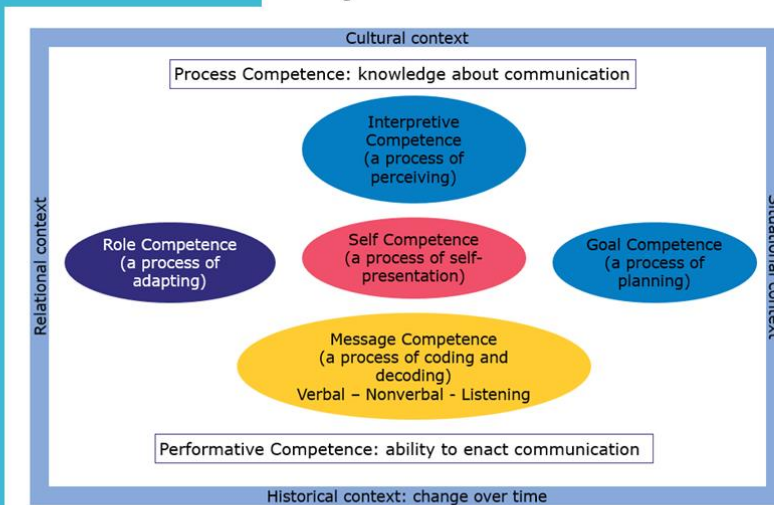 Cultural context
Process Competence: knowledge about communication
Interpretive
Competence
(a process of
perceiving)
Relational context
Role Competence
(a process of
adapting)
Self Competence
(a process of self-
presentation)
Goal Competence
(a process of
planning)
Situational context
Message Competence
(a process of coding and
decoding)
Verbal – Nonverbal - Listening
Performative Competence: ability to enact communication
Historical context: change over time